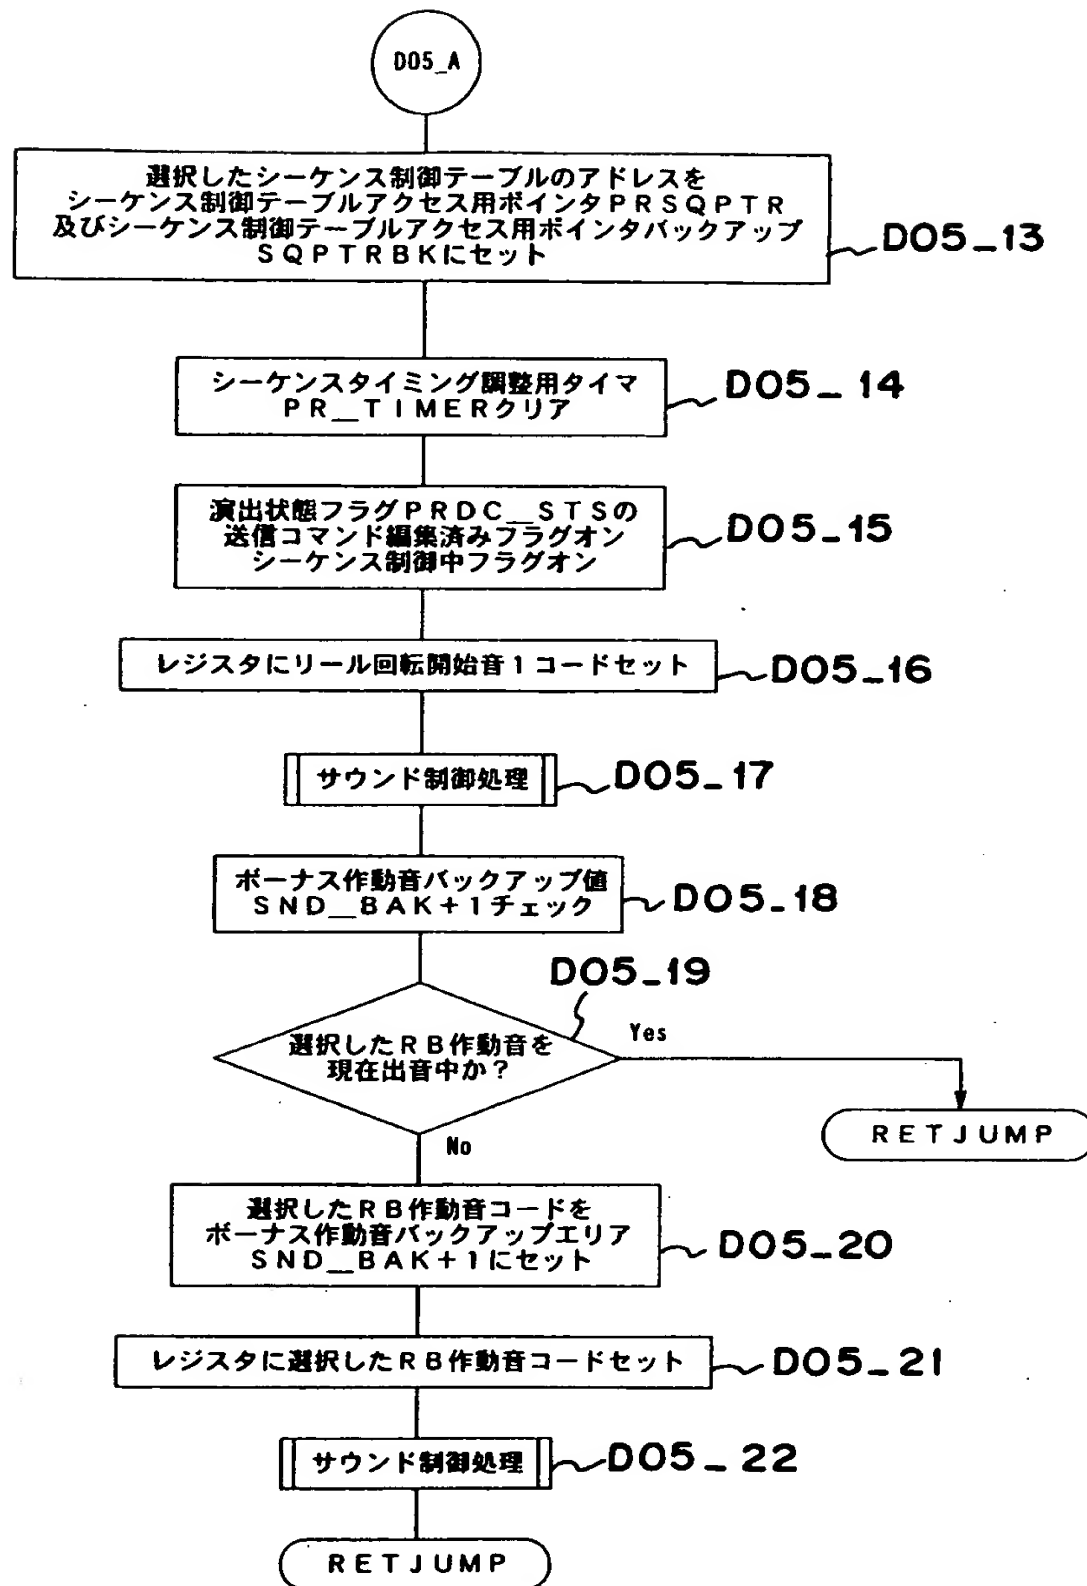 D05_A
選択したシーケンス制御テーブルのアドレスを
シーケンス制御テーブルアクセス用ポインタPRSQPTR
及びシーケンス制御テーブルアクセス用ポインタバックアップ
SQPTRBKにセット
D05_13
シーケンスタイミング調整用タイマ
PR__TIMERクリア
D05_14
演出状態フラグPRDC__STSの
送信コマンド編集済みフラグオン
シーケンス制御中フラグオン
D05_15
レジスタにリール回転開始音1コードセット
D05_16
サウンド制御処理
D05_17
ボーナス作動音バックアップ値
SND__BAK+1チェック
D05_18
D05_19
選択したRB作動音を
現在出音中か?
Yes
RETJUMP
No
選択したRB作動音コードを
ボーナス作動音バックアップエリア
SND__BAK+1にセット
D05_20
レジスタに選択したRB作動音コードセット
D05_21
サウンド制御処理
D05_22
RETJUMP